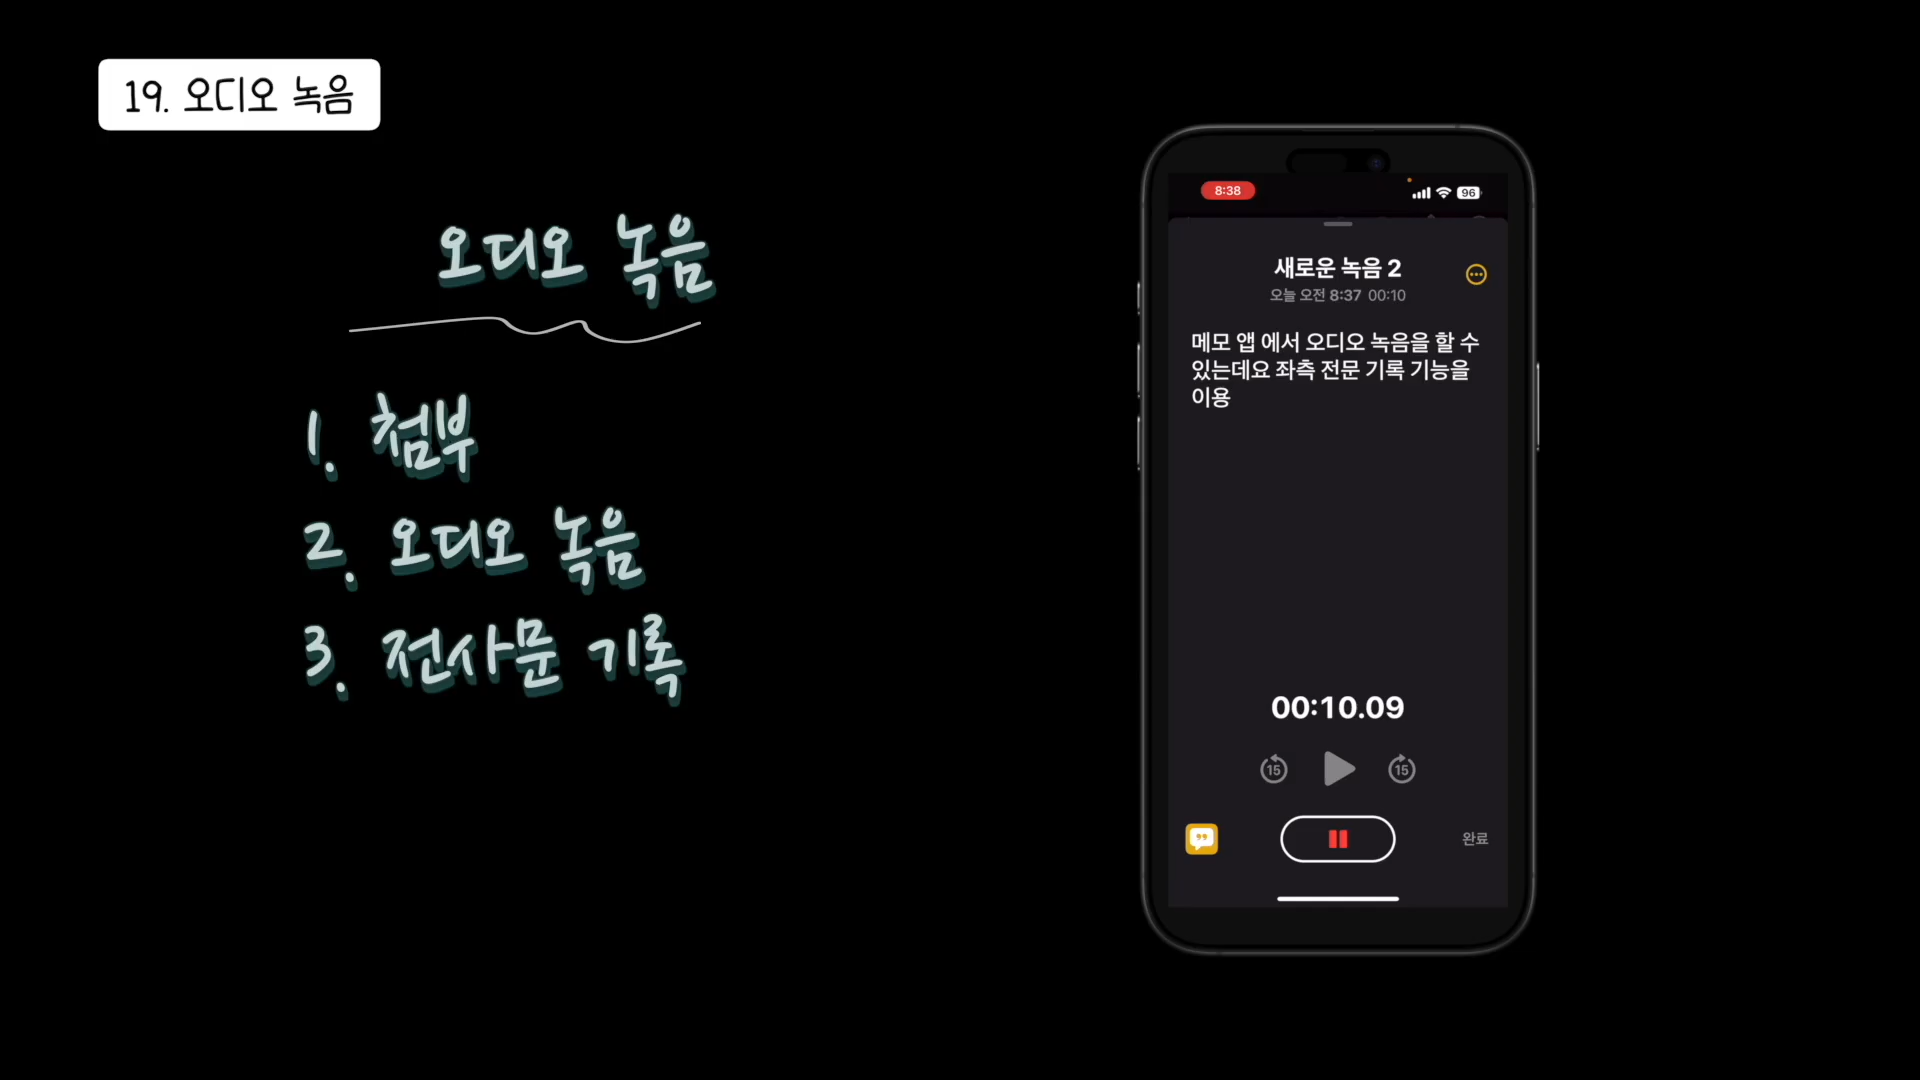 19. 오디오 녹음
오디오 녹음
1. 첨부
2. 오디오 녹음
3. 전사문 기록
8:38
96
새로운 녹음 2
오늘 오전 8:37 00:10
메모 앱 에서 오디오 녹음을 할 수
있는데요 좌측 전문 기록 기능을
이용
00:10.09
15 15
완료